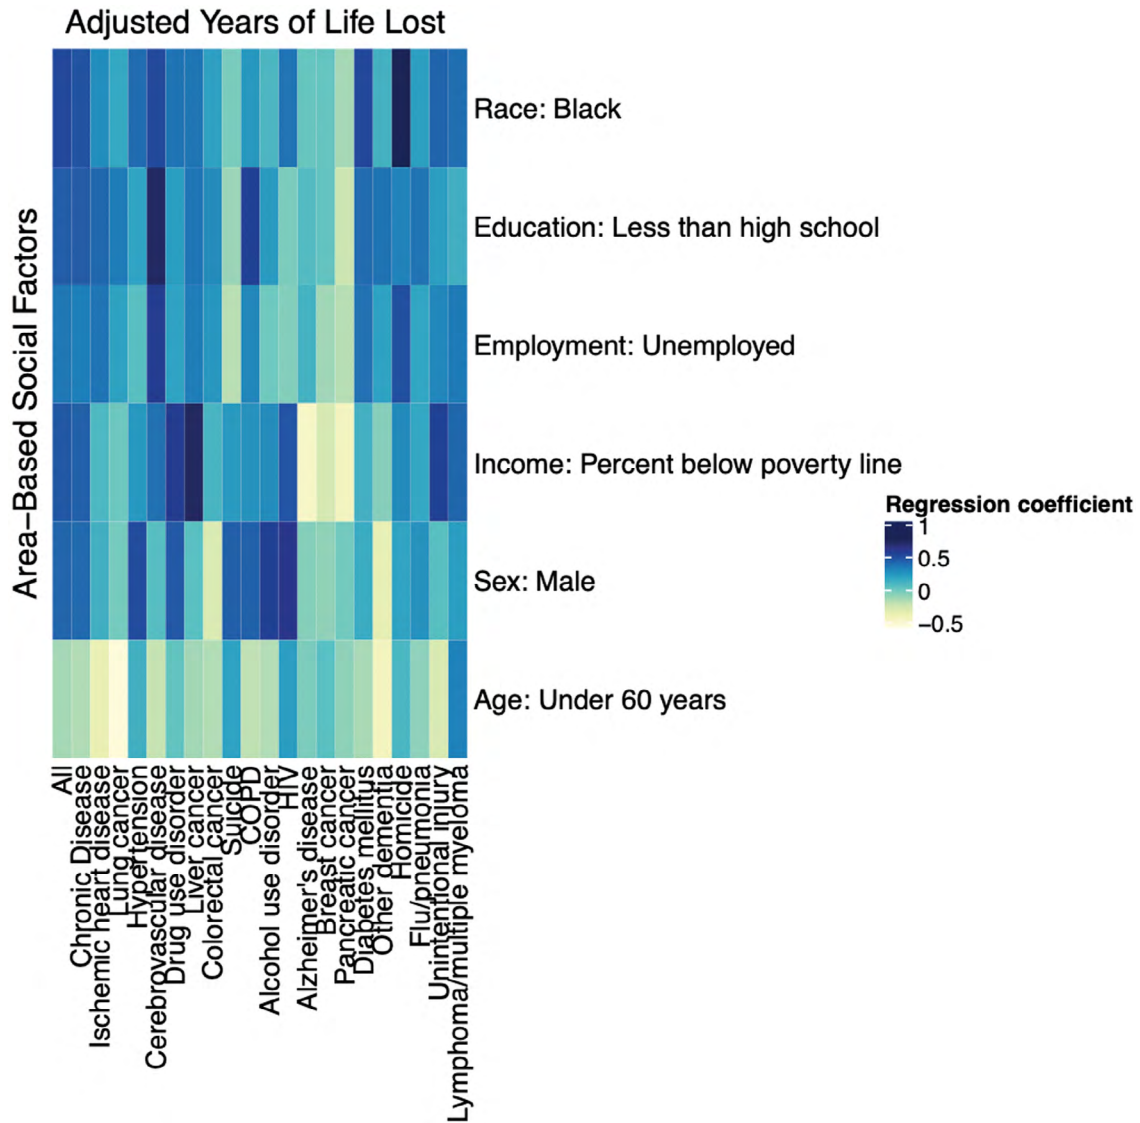 Adjusted Years of Life Lost
Area-Based Social Factors
Race: Black
Education: Less than high school
Employment: Unemployed
Income: Percent below poverty line
Sex: Male
Age: Under 60 years
Regression coefficient
1
0.5
0
−0.5
All
Chronic Disease
Ischemic heart disease
Lung cancer
Hypertension
Cerebrovascular disease
Drug use disorder
Liver cancer
Colorectal cancer
Suicide
COPD
Alcohol use disorder
HIV
Alzheimer's disease
Breast cancer
Pancreatic cancer
Diabetes mellitus
Other dementia
Homicide
Flu/pneumonia
Unintentional injury
Lymphoma/multiple myeloma